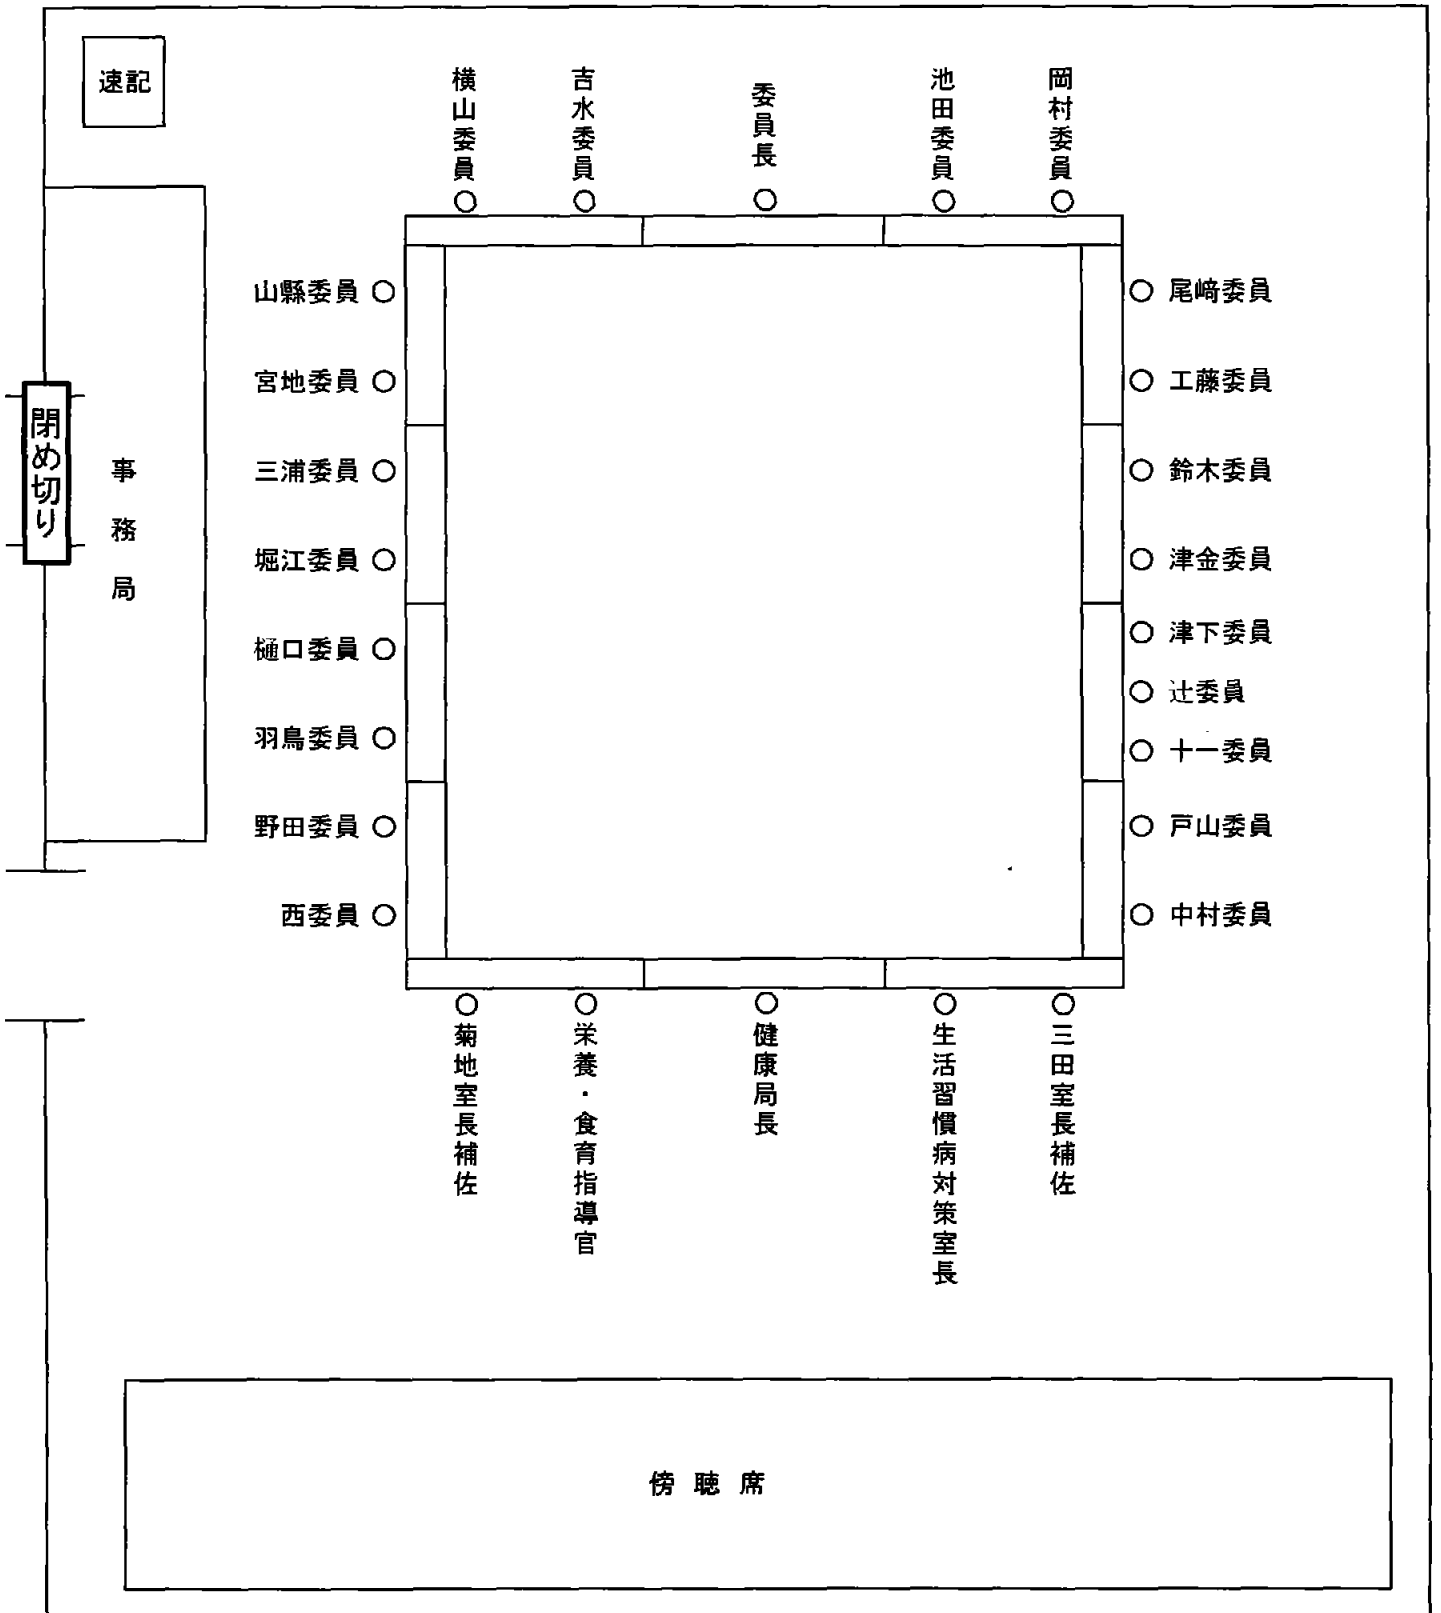 速記
横山委員
吉水委員
委員長
池田委員
岡村委員
山縣委員
宮地委員
三浦委員
堀江委員
樋口委員
羽鳥委員
野田委員
西委員
尾﨑委員
工藤委員
鈴木委員
津金委員
津下委員
辻委員
十一委員
戸山委員
中村委員
閉め切り
事務局
菊地室長補佐
栄養・食育指導官
健康局長
生活習慣病対策室長
三田室長補佐
傍聴席